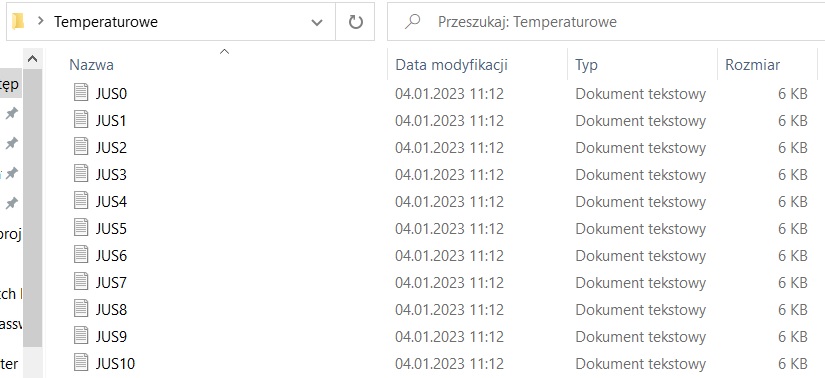 Temperaturowe Przeszukaj: Temperaturowe
Nazwa Data modyfikacji Typ Rozmiar
JUS0 04.01.2023 11:12 Dokument tekstowy 6 KB
JUS1 04.01.2023 11:12 Dokument tekstowy 6 KB
JUS2 04.01.2023 11:12 Dokument tekstowy 6 KB
JUS3 04.01.2023 11:12 Dokument tekstowy 6 KB
JUS4 04.01.2023 11:12 Dokument tekstowy 6 KB
JUS5 04.01.2023 11:12 Dokument tekstowy 6 KB
proj
JUS6 04.01.2023 11:12 Dokument tekstowy 6 KB
JUS7 04.01.2023 11:12 Dokument tekstowy 6 KB
JUS8 04.01.2023 11:12 Dokument tekstowy 6 KB
JUS9 04.01.2023 11:12 Dokument tekstowy 6 KB
ter JUS10 04.01.2023 11:12 Dokument tekstowy 6 KB